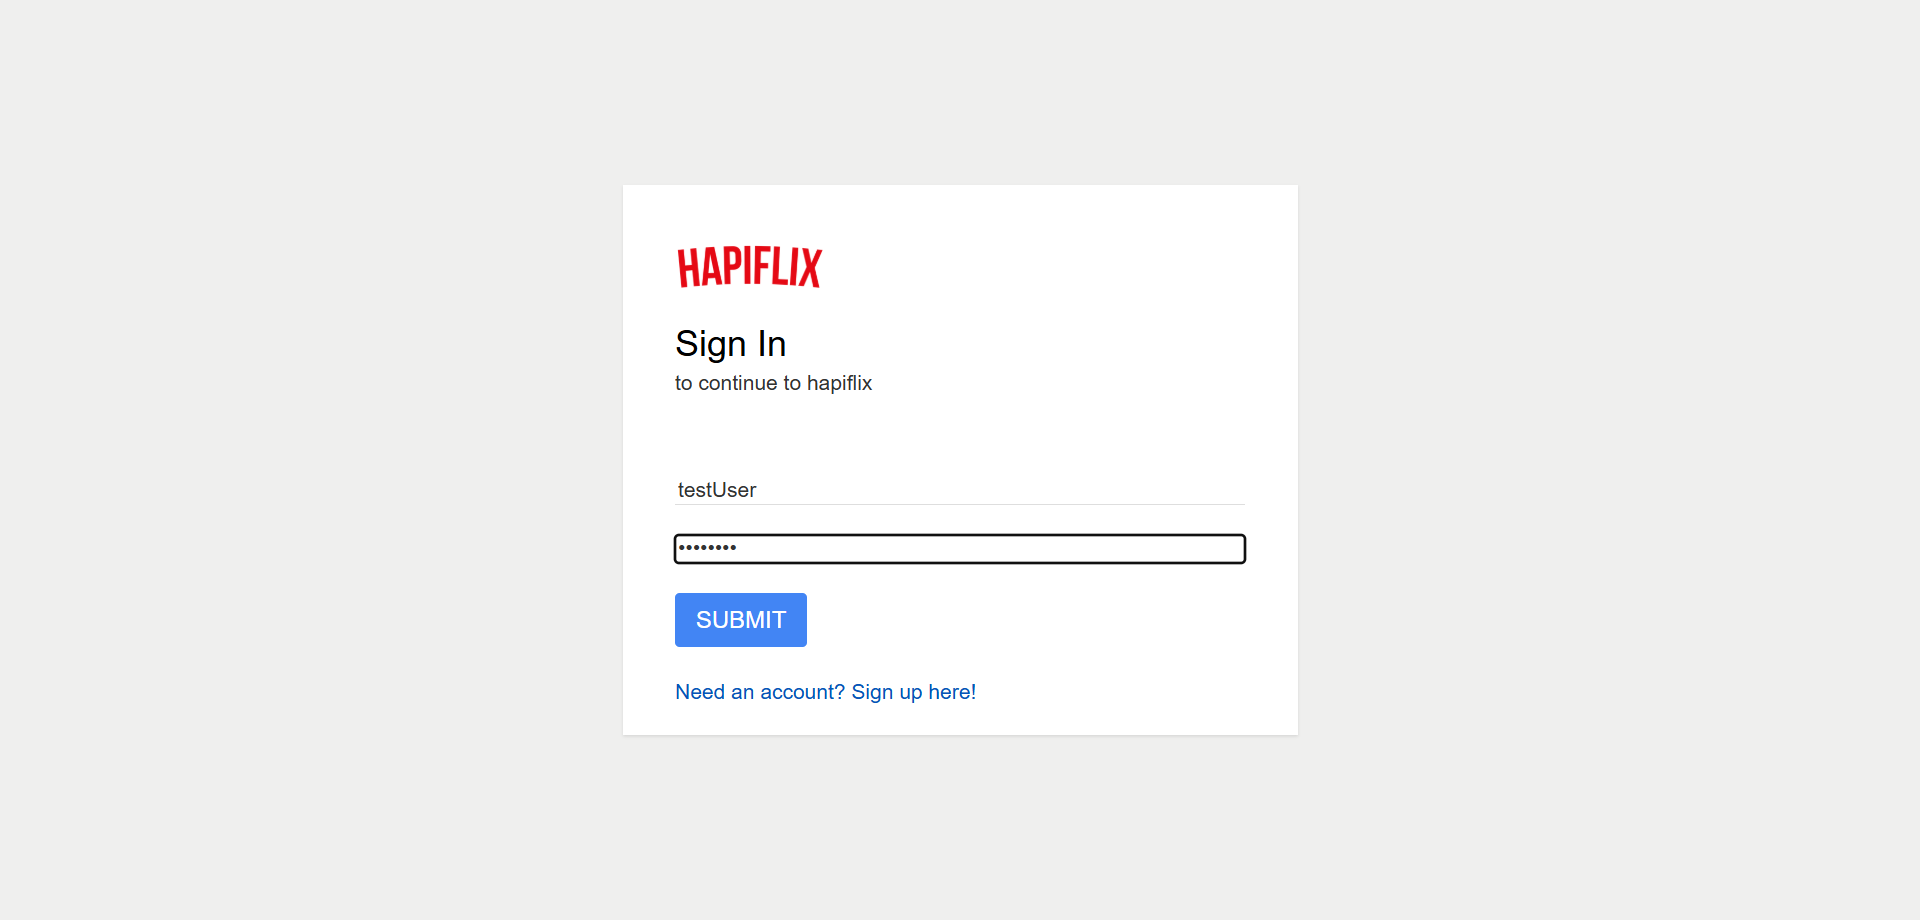 HAPIFLIX
Sign In
to continue to hapiflix
testUser
••••••••
SUBMIT
Need an account? Sign up here!